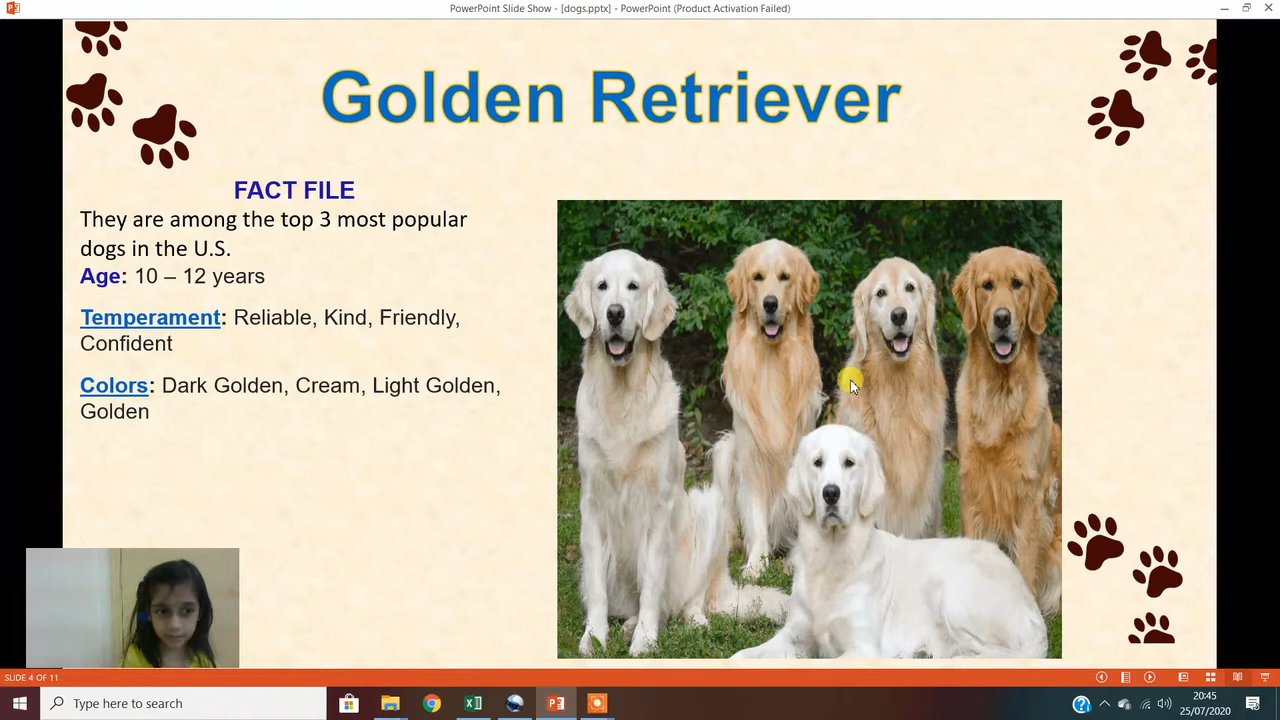 PowerPoint Slide Show - [dogs.pptx] - PowerPoint (Product Activation Failed)
Golden Retriever
FACT FILE
They are among the top 3 most popular
dogs in the U.S.
Age: 10 – 12 years
Temperament: Reliable, Kind, Friendly,
Confident
Colors: Dark Golden, Cream, Light Golden,
Golden
SLIDE 4 OF 11
Type here to search
20:45
25/07/2020